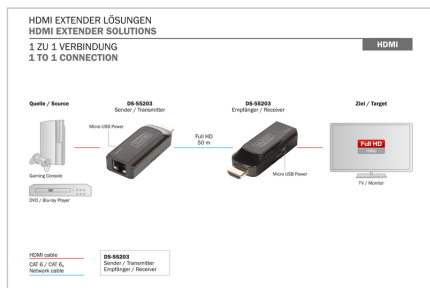 HDMI EXTENDER LÖSUNGEN
HDMI EXTENDER SOLUTIONS
1 ZU 1 VERBINDUNG
1 TO 1 CONNECTION
HDMI
Quelle / Source
DS-55203
Sender / Transmitter
DS-55203
Empfänger / Receiver
Ziel / Target
Micro USB Power
Full HD
50 m
Full HD
Micro USB Power
Gaming Console
TV / Monitor
DVD / Blu-ray Player
HDMI cable
CAT 6 / CAT 6A
Network cable
DS-55203
Sender / Transmitter
Empfänger / Receiver